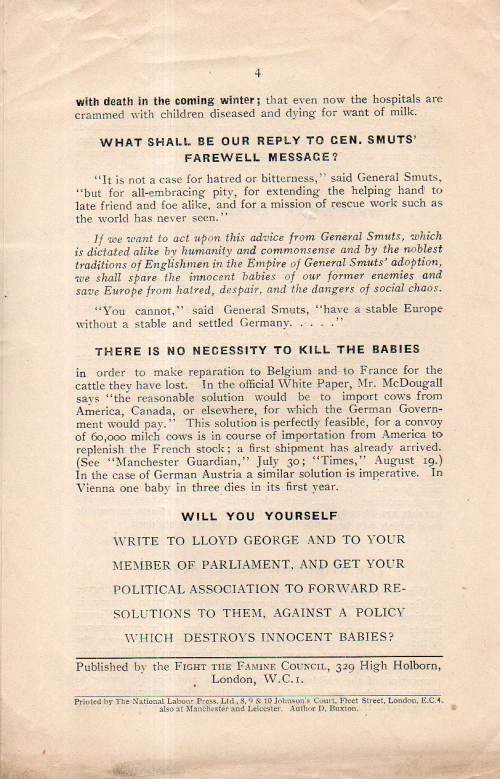 4
with death in the coming winter; that even now the hospitals are
crammed with children diseased and dying for want of milk.
WHAT SHALL BE OUR REPLY TO GEN. SMUTS'
FAREWELL MESSAGE?
"It is not a case for hatred or bitterness," said General Smuts,
"but for all-embracing pity, for extending the helping hand to
late friend and foe alike, and for a mission of rescue work such as
the world has never seen."
If we want to act upon this advice from General Smuts, which
is dictated alike by humanity and commonsense and by the noblest
traditions of Englishmen in the Empire of General Smuts' adoption,
we shall spare the innocent babies of our former enemies and
save Europe from hatred, despair, and the dangers of social chaos.
"You cannot," said General Smuts, "have a stable Europe
without a stable and settled Germany. . . . . ."
THERE IS NO NECESSITY TO KILL THE BABIES
in order to make reparation to Belgium and to France for the
cattle they have lost. In the official White Paper, Mr. McDougall
says "the reasonable solution would be to import cows from
America, Canada, or elsewhere, for which the German Govern-
ment would pay." This solution is perfectly feasible, for a convoy
of 60,000 milch cows is in course of importation from America to
replenish the French stock; a first shipment has already arrived.
(See "Manchester Guardian," July 30; "Times," August 19.)
In the case of German Austria a similar solution is imperative. In
Vienna one baby in three dies in its first year.
WILL YOU YOURSELF
WRITE TO LLOYD GEORGE AND TO YOUR
MEMBER OF PARLIAMENT, AND GET YOUR
POLITICAL ASSOCIATION TO FORWARD RE-
SOLUTIONS TO THEM, AGAINST A POLICY
WHICH DESTROYS INNOCENT BABIES?
Published by the FIGHT THE FAMINE COUNCIL, 329 High Holborn,
London, W.C.1.
Printed by The National Labour Press, Ltd., 8, 9 & 10 Johnson's Court, Fleet Street, London, E.C.4.
also at Manchester and Leicester. Author D. Buxton.